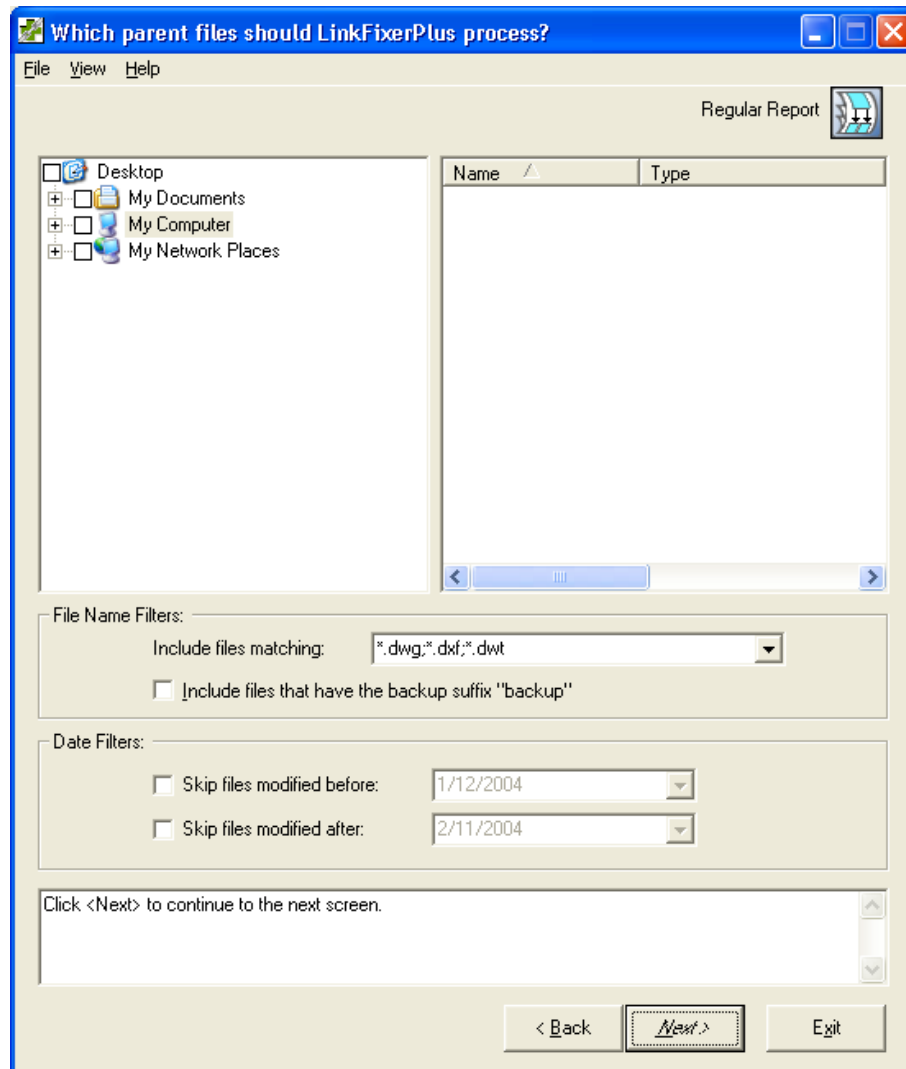 Which parent files should LinkFixerPlus process?
File View Help
Regular Report
Desktop
My Documents
My Computer
My Network Places
Name Type
File Name Filters:
Include files matching: *.dwg;*.dxf;*.dwt
Include files that have the backup suffix "backup"
Date Filters:
Skip files modified before: 1/12/2004
Skip files modified after: 2/11/2004
Click <Next> to continue to the next screen.
< Back Next > Exit